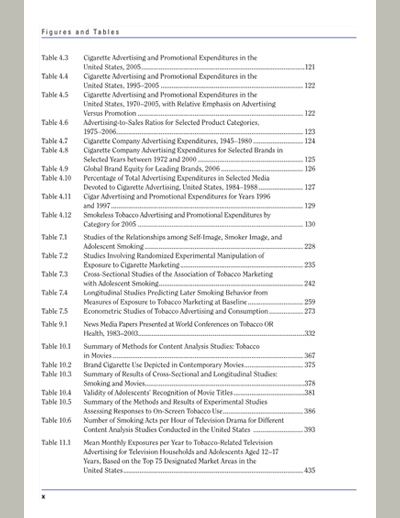 Figures and Tables
Table 4.3 Cigarette Advertising and Promotional Expenditures in the
United States, 2005 121
Table 4.4 Cigarette Advertising and Promotional Expenditures in the
United States, 1995–2005 122
Table 4.5 Cigarette Advertising and Promotional Expenditures in the
United States, 1970–2005, with Relative Emphasis on Advertising
Versus Promotion 122
Table 4.6 Advertising-to-Sales Ratios for Selected Product Categories,
1975–2006 123
Table 4.7 Cigarette Company Advertising Expenditures, 1945–1980 124
Table 4.8 Cigarette Company Advertising Expenditures for Selected Brands in
Selected Years between 1972 and 2000 125
Table 4.9 Global Brand Equity for Leading Brands, 2006 126
Table 4.10 Percentage of Total Advertising Expenditures in Selected Media
Devoted to Cigarette Advertising, United States, 1984–1988 127
Table 4.11 Cigar Advertising and Promotional Expenditures for Years 1996
and 1997 129
Table 4.12 Smokeless Tobacco Advertising and Promotional Expenditures by
Category for 2005 130
Table 7.1 Studies of the Relationships among Self-Image, Smoker Image, and
Adolescent Smoking 228
Table 7.2 Studies Involving Randomized Experimental Manipulation of
Exposure to Cigarette Marketing 235
Table 7.3 Cross-Sectional Studies of the Association of Tobacco Marketing
with Adolescent Smoking 242
Table 7.4 Longitudinal Studies Predicting Later Smoking Behavior from
Measures of Exposure to Tobacco Marketing at Baseline 259
Table 7.5 Econometric Studies of Tobacco Advertising and Consumption 273
Table 9.1 News Media Papers Presented at World Conferences on Tobacco OR
Health, 1983–2003 332
Table 10.1 Summary of Methods for Content Analysis Studies: Tobacco
in Movies 367
Table 10.2 Brand Cigarette Use Depicted in Contemporary Movies 375
Table 10.3 Summary of Results of Cross-Sectional and Longitudinal Studies:
Smoking and Movies 378
Table 10.4 Validity of Adolescents' Recognition of Movie Titles 381
Table 10.5 Summary of the Methods and Results of Experimental Studies
Assessing Responses to On-Screen Tobacco Use 386
Table 10.6 Number of Smoking Acts per Hour of Television Drama for Different
Content Analysis Studies Conducted in the United States 393
Table 11.1 Mean Monthly Exposures per Year to Tobacco-Related Television
Advertising for Television Households and Adolescents Aged 12–17
Years, Based on the Top 75 Designated Market Areas in the
United States 435
x